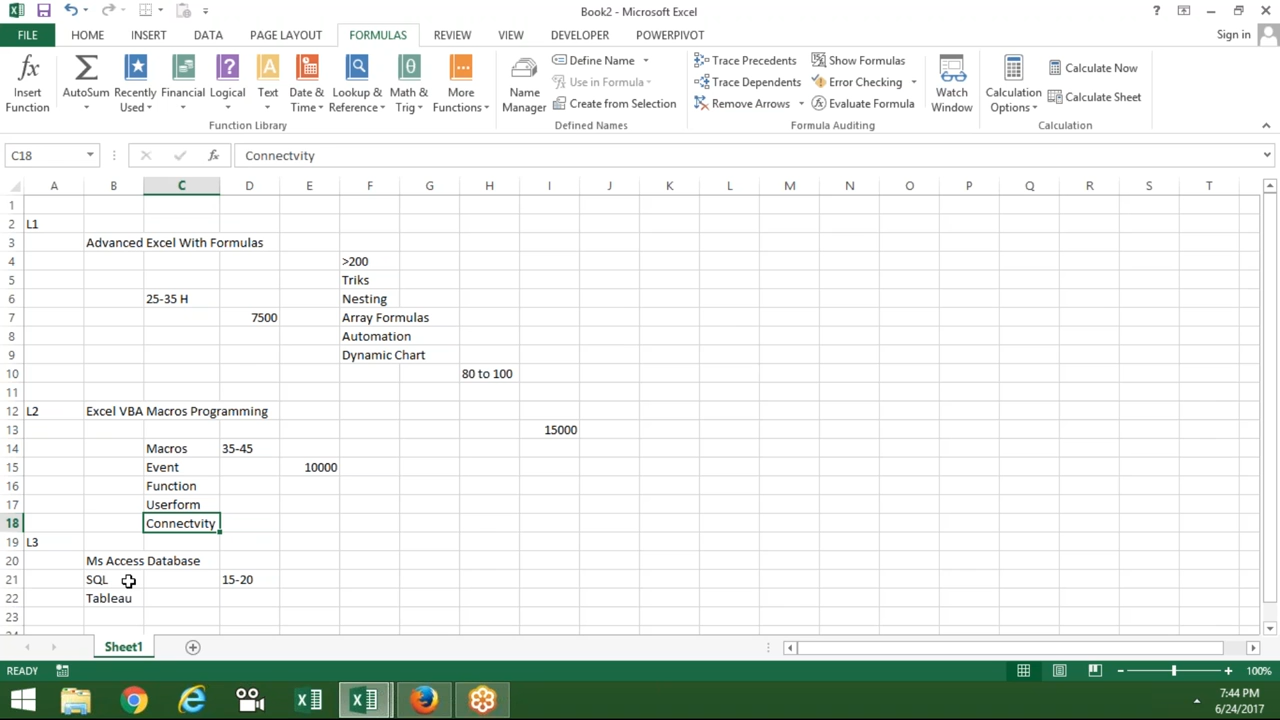 Book2 - Microsoft Excel
?
FILE HOME INSERT DATA PAGE LAYOUT FORMULAS REVIEW VIEW DEVELOPER POWERPIVOT Sign in
Insert Function
AutoSum
Recently Used
Financial
Logical
Text
Date & Time
Lookup & Reference
Math & Trig
More Functions
Function Library
Name Manager
Define Name
Use in Formula
Create from Selection
Defined Names
Trace Precedents
Trace Dependents
Remove Arrows
Show Formulas
Error Checking
Evaluate Formula
Formula Auditing
Watch Window
Calculation Options
Calculate Now
Calculate Sheet
Calculation
C18 fx Connectvity
A B C D E F G H I J K L M N O P Q R S T
1
2 L1
3 Advanced Excel With Formulas
4 >200
5 Triks
6 25-35 H Nesting
7 7500 Array Formulas
8 Automation
9 Dynamic Chart
10 80 to 100
11
12 L2 Excel VBA Macros Programming
13 15000
14 Macros 35-45
15 Event 10000
16 Function
17 Userform
18 Connectvity
19 L3
20 Ms Access Database
21 SQL 15-20
22 Tableau
23
24
Sheet1
READY 100%
7:44 PM
6/24/2017